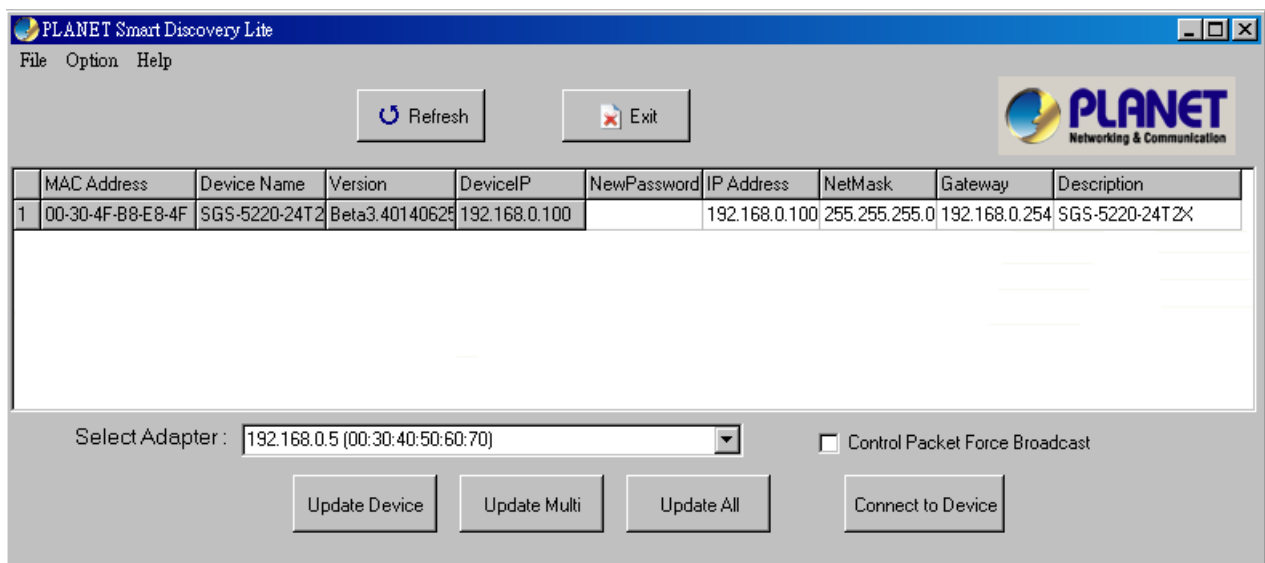 PLANET Smart Discovery Lite
File Option Help
Refresh Exit
PLANET
Networking & Communication
MAC Address Device Name Version DeviceIP NewPassword IP Address NetMask Gateway Description
1 00-30-4F-B8-E8-4F SGS-5220-24T2 Beta3.40140625 192.168.0.100 192.168.0.100 255.255.255.0 192.168.0.254 SGS-5220-24T2X
Select Adapter : 192.168.0.5 (00:30:40:50:60:70) Control Packet Force Broadcast
Update Device Update Multi Update All Connect to Device